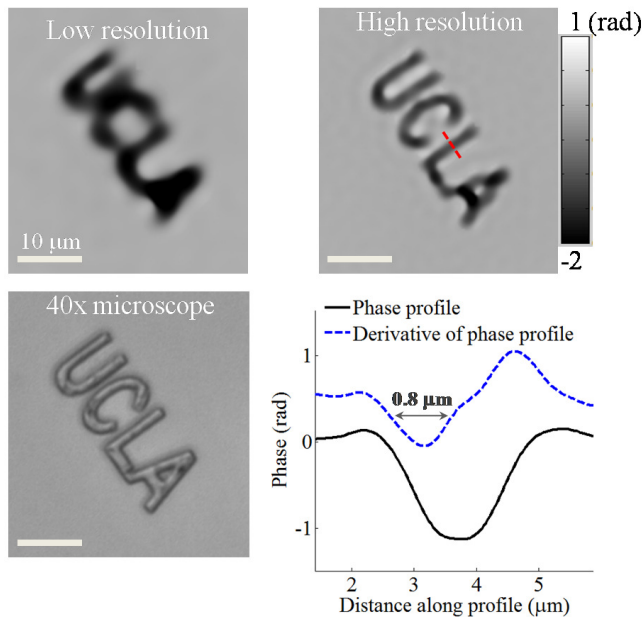 Low resolution
UCLA
10 μm
High resolution
UCLA
1 (rad)
-2
40x microscope
UCLA
Phase profile
Derivative of phase profile
0.8 μm
Phase (rad)
1
0
-1
2 3 4 5
Distance along profile (μm)